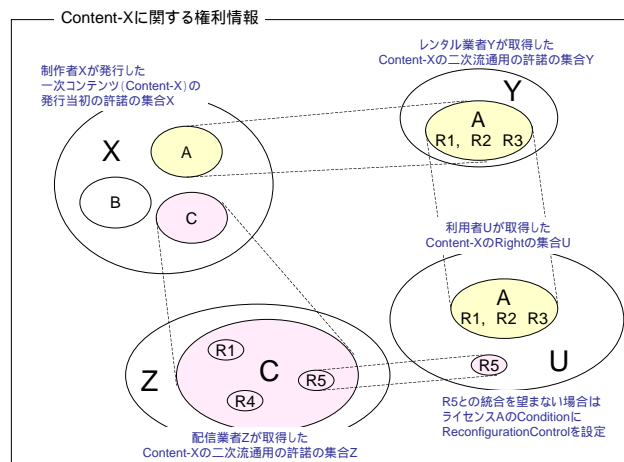 Content-Xに関する権利情報
制作者Xが発行した
一次コンテンツ(Content-X)の
発行当初の許諾の集合X
X
A
B
C
レンタル業者Yが取得した
Content-Xの二次流通用の許諾の集合Y
Y
A
R1, R2 R3
利用者Uが取得した
Content-XのRightの集合U
A
R1, R2 R3
R5
U
Z
R1
C
R5
R4
配信業者Zが取得した
Content-Xの二次流通用の許諾の集合Z
R5との統合を望まない場合は
ライセンスAのConditionに
ReconfigurationControlを設定